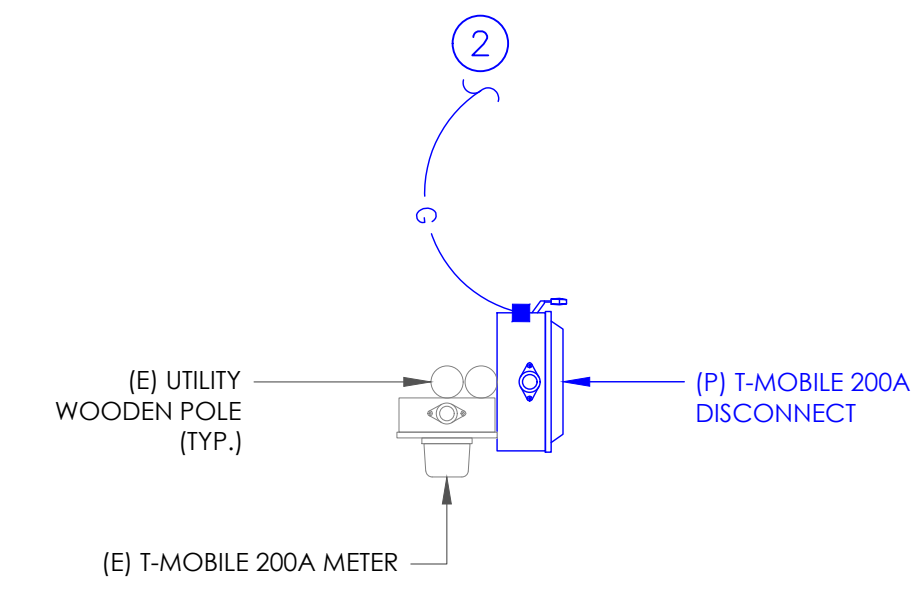 2
G
(E) UTILITY
WOODEN POLE
(TYP.)
(P) T-MOBILE 200A
DISCONNECT
(E) T-MOBILE 200A METER